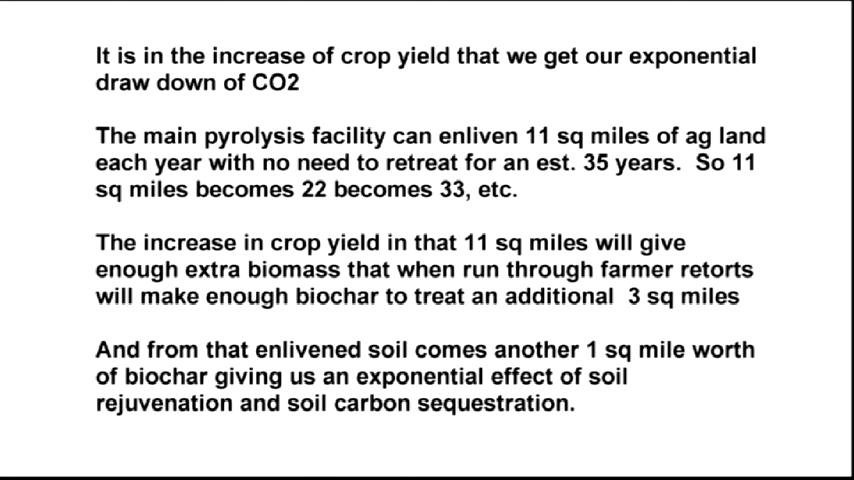 It is in the increase of crop yield that we get our exponential
draw down of CO2
The main pyrolysis facility can enliven 11 sq miles of ag land
each year with no need to retreat for an est. 35 years. So 11
sq miles becomes 22 becomes 33, etc.
The increase in crop yield in that 11 sq miles will give
enough extra biomass that when run through farmer retorts
will make enough biochar to treat an additional 3 sq miles
And from that enlivened soil comes another 1 sq mile worth
of biochar giving us an exponential effect of soil
rejuvenation and soil carbon sequestration.